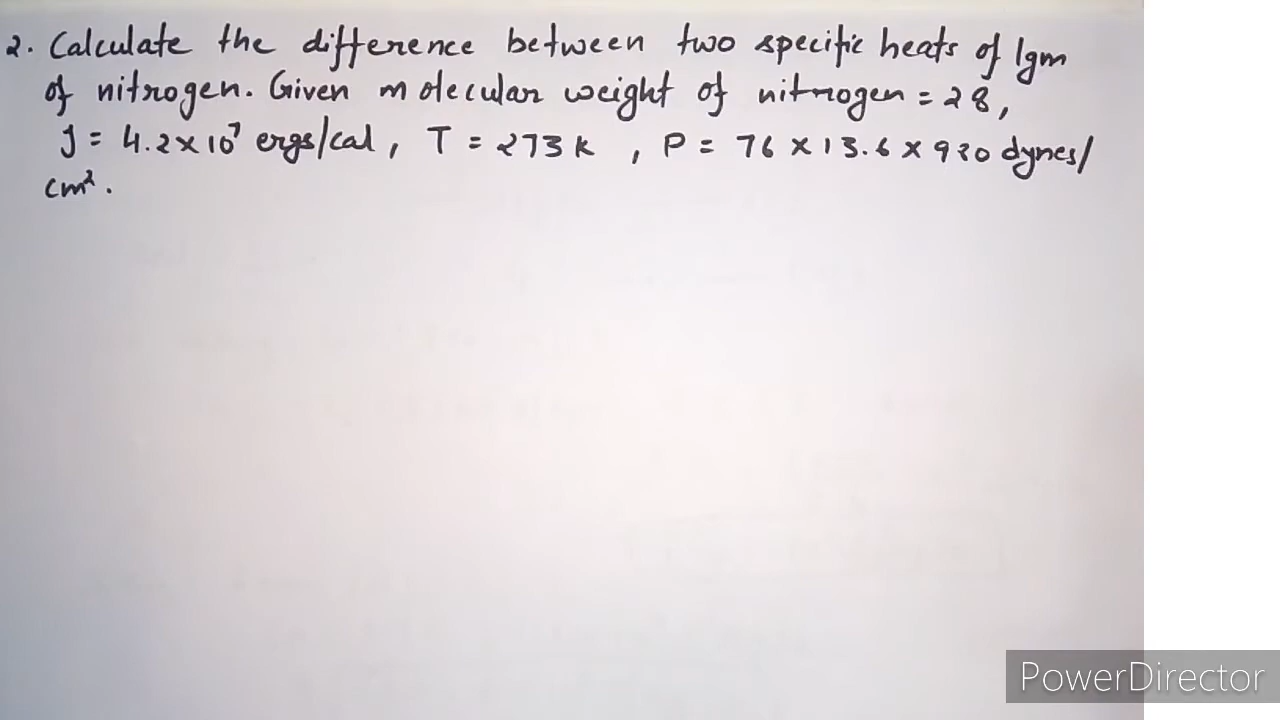 2. Calculate the difference between two specific heats of 1gm
of nitrogen. Given molecular weight of nitrogen = 28,
J = 4.2 × 10⁷ ergs/cal, T = 273 K, P = 76 × 13.6 × 980 dynes/
cm².
PowerDirector